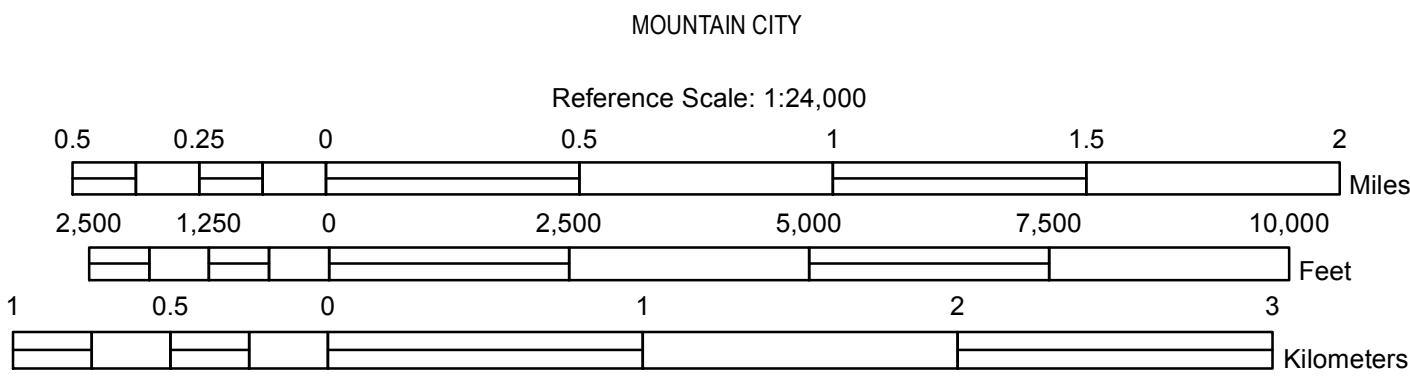 MOUNTAIN CITY
Reference Scale: 1:24,000
0.5 0.25 0 0.5 1 1.5 2
Miles
2,500 1,250 0 2,500 5,000 7,500 10,000
Feet
1 0.5 0 1 2 3
Kilometers